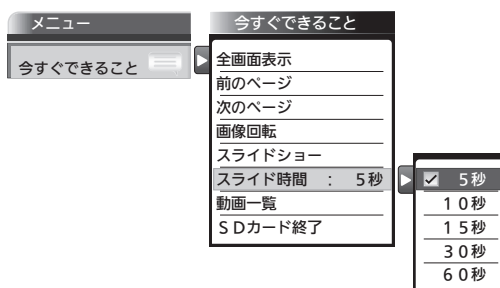 メニュー
今すぐできること
今すぐできること
全画面表示
前のページ
次のページ
画像回転
スライドショー
スライド時間 : 5秒
動画一覧
SDカード終了
5秒
10秒
15秒
30秒
60秒